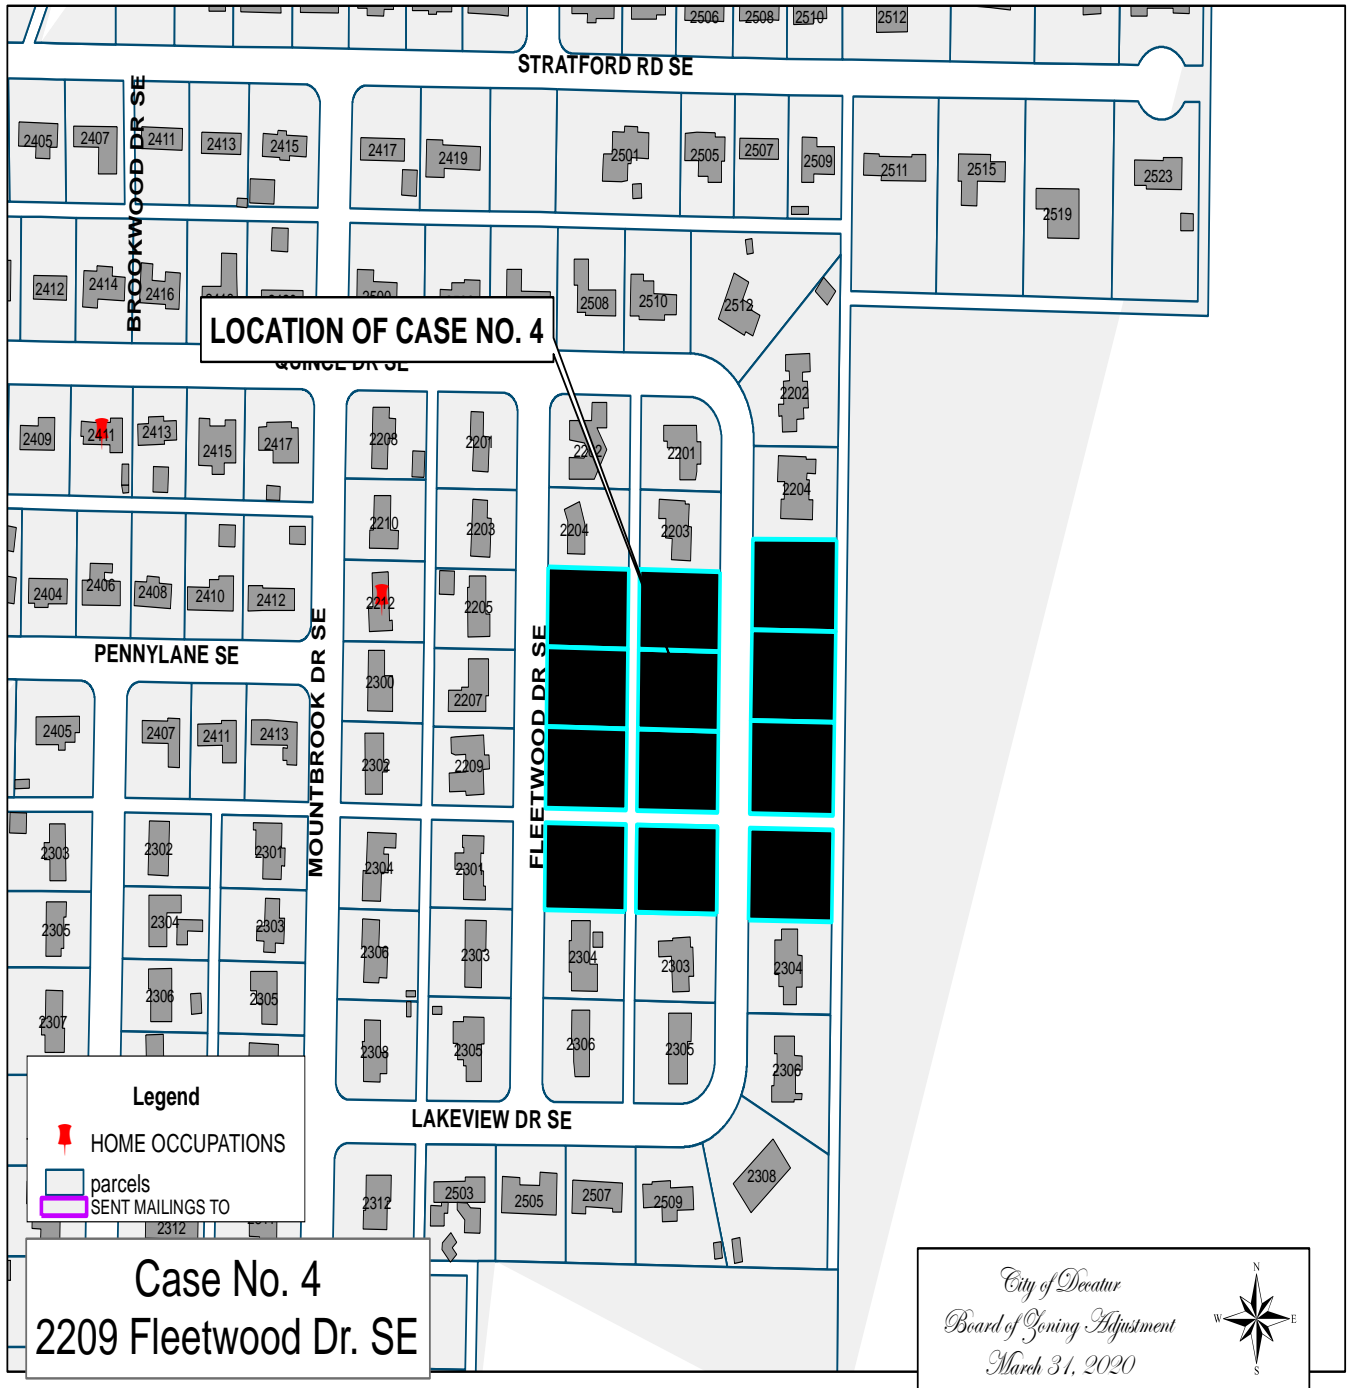 2506 2508 2510 2512
STRATFORD RD SE
2405 2407 2411 2413 2415 2417 2419 2501 2505 2507 2509 2511 2515 2519 2523
BROOKWOOD DR SE
2412 2414 2416 2508 2510 2512
LOCATION OF CASE NO. 4
QUINCE DR SE
2202
2409 2411 2413 2415 2417 2208 2201 2202 2201
2204
2210 2203 2204 2203
2404 2406 2408 2410 2412 2212 2205
PENNYLANE SE
MOUNTBROOK DR SE
FLEETWOOD DR SE
2300 2207
2405 2407 2411 2413 2302 2209
2303 2302 2301 2304 2301
2305 2304 2303 2306 2303 2304 2303 2304
2307 2306 2305 2308 2305 2306 2305 2306
LAKEVIEW DR SE
2312 2503 2505 2507 2509 2308
Legend
HOME OCCUPATIONS
parcels
SENT MAILINGS TO
2312
Case No. 4
2209 Fleetwood Dr. SE
City of Decatur
Board of Zoning Adjustment
March 31, 2020
N
W E
S